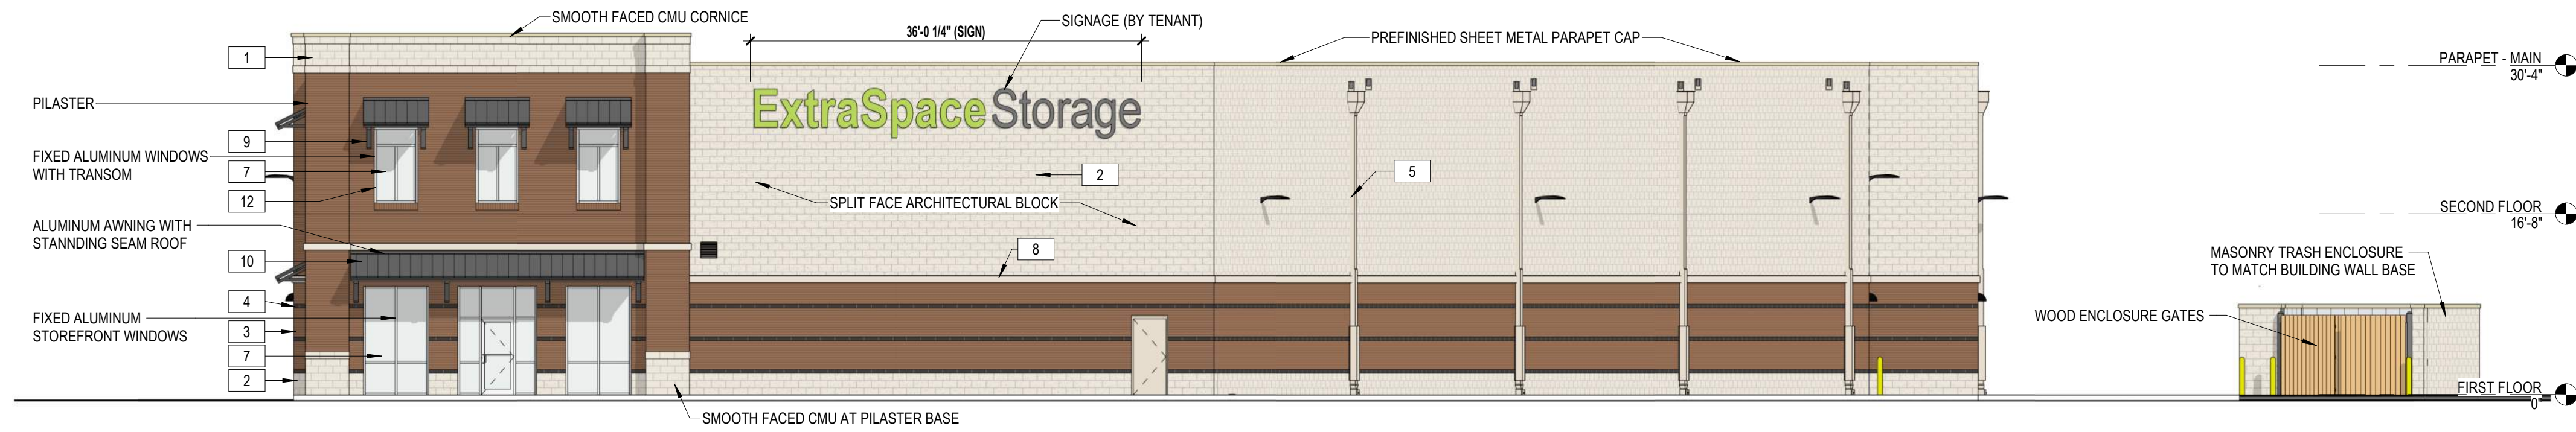 SMOOTH FACED CMU CORNICE
36'-0 1/4" (SIGN)
SIGNAGE (BY TENANT)
PREFINISHED SHEET METAL PARAPET CAP
PARAPET - MAIN
30'-4"
1
PILASTER
ExtraSpace Storage
9
FIXED ALUMINUM WINDOWS
WITH TRANSOM
7
2
5
12
SPLIT FACE ARCHITECTURAL BLOCK
SECOND FLOOR
16'-8"
ALUMINUM AWNING WITH
STANNDING SEAM ROOF
8
10
MASONRY TRASH ENCLOSURE
TO MATCH BUILDING WALL BASE
4
FIXED ALUMINUM
STOREFRONT WINDOWS
3
WOOD ENCLOSURE GATES
7
2
FIRST FLOOR
0"
SMOOTH FACED CMU AT PILASTER BASE